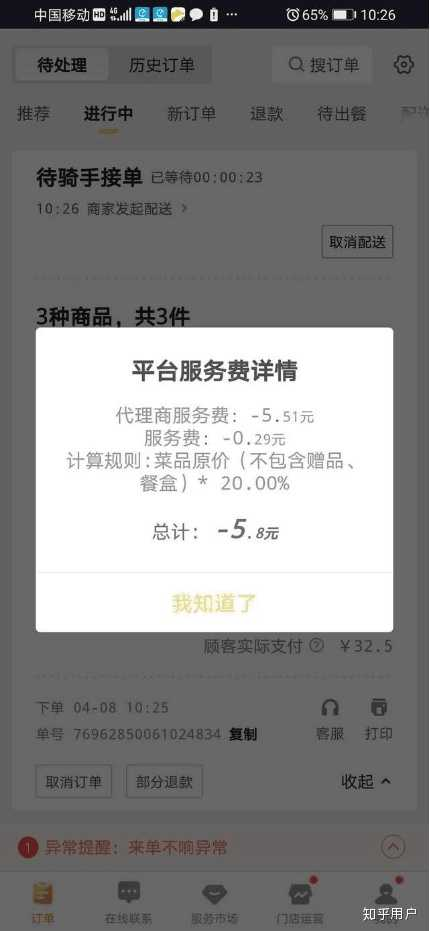 中国移动 HD 4G 65% 10:26
待处理 历史订单 搜订单
推荐 进行中 新订单 退款 待出餐
待骑手接单 已等待00:00:23
10:26 商家发起配送 >
取消配送
3种商品，共3件
平台服务费详情
代理商服务费：-5.51元
服务费：-0.29元
计算规则:菜品原价（不包含赠品、
餐盒）* 20.00%
总计： -5.8元
我知道了
顾客实际支付 ? ￥32.5
下单 04-08 10:25
单号 76962850061024834 复制
客服 打印
取消订单 部分退款 收起
1 异常提醒：来单不响异常
订单 在线联系 服务市场 门店运营
知乎用户